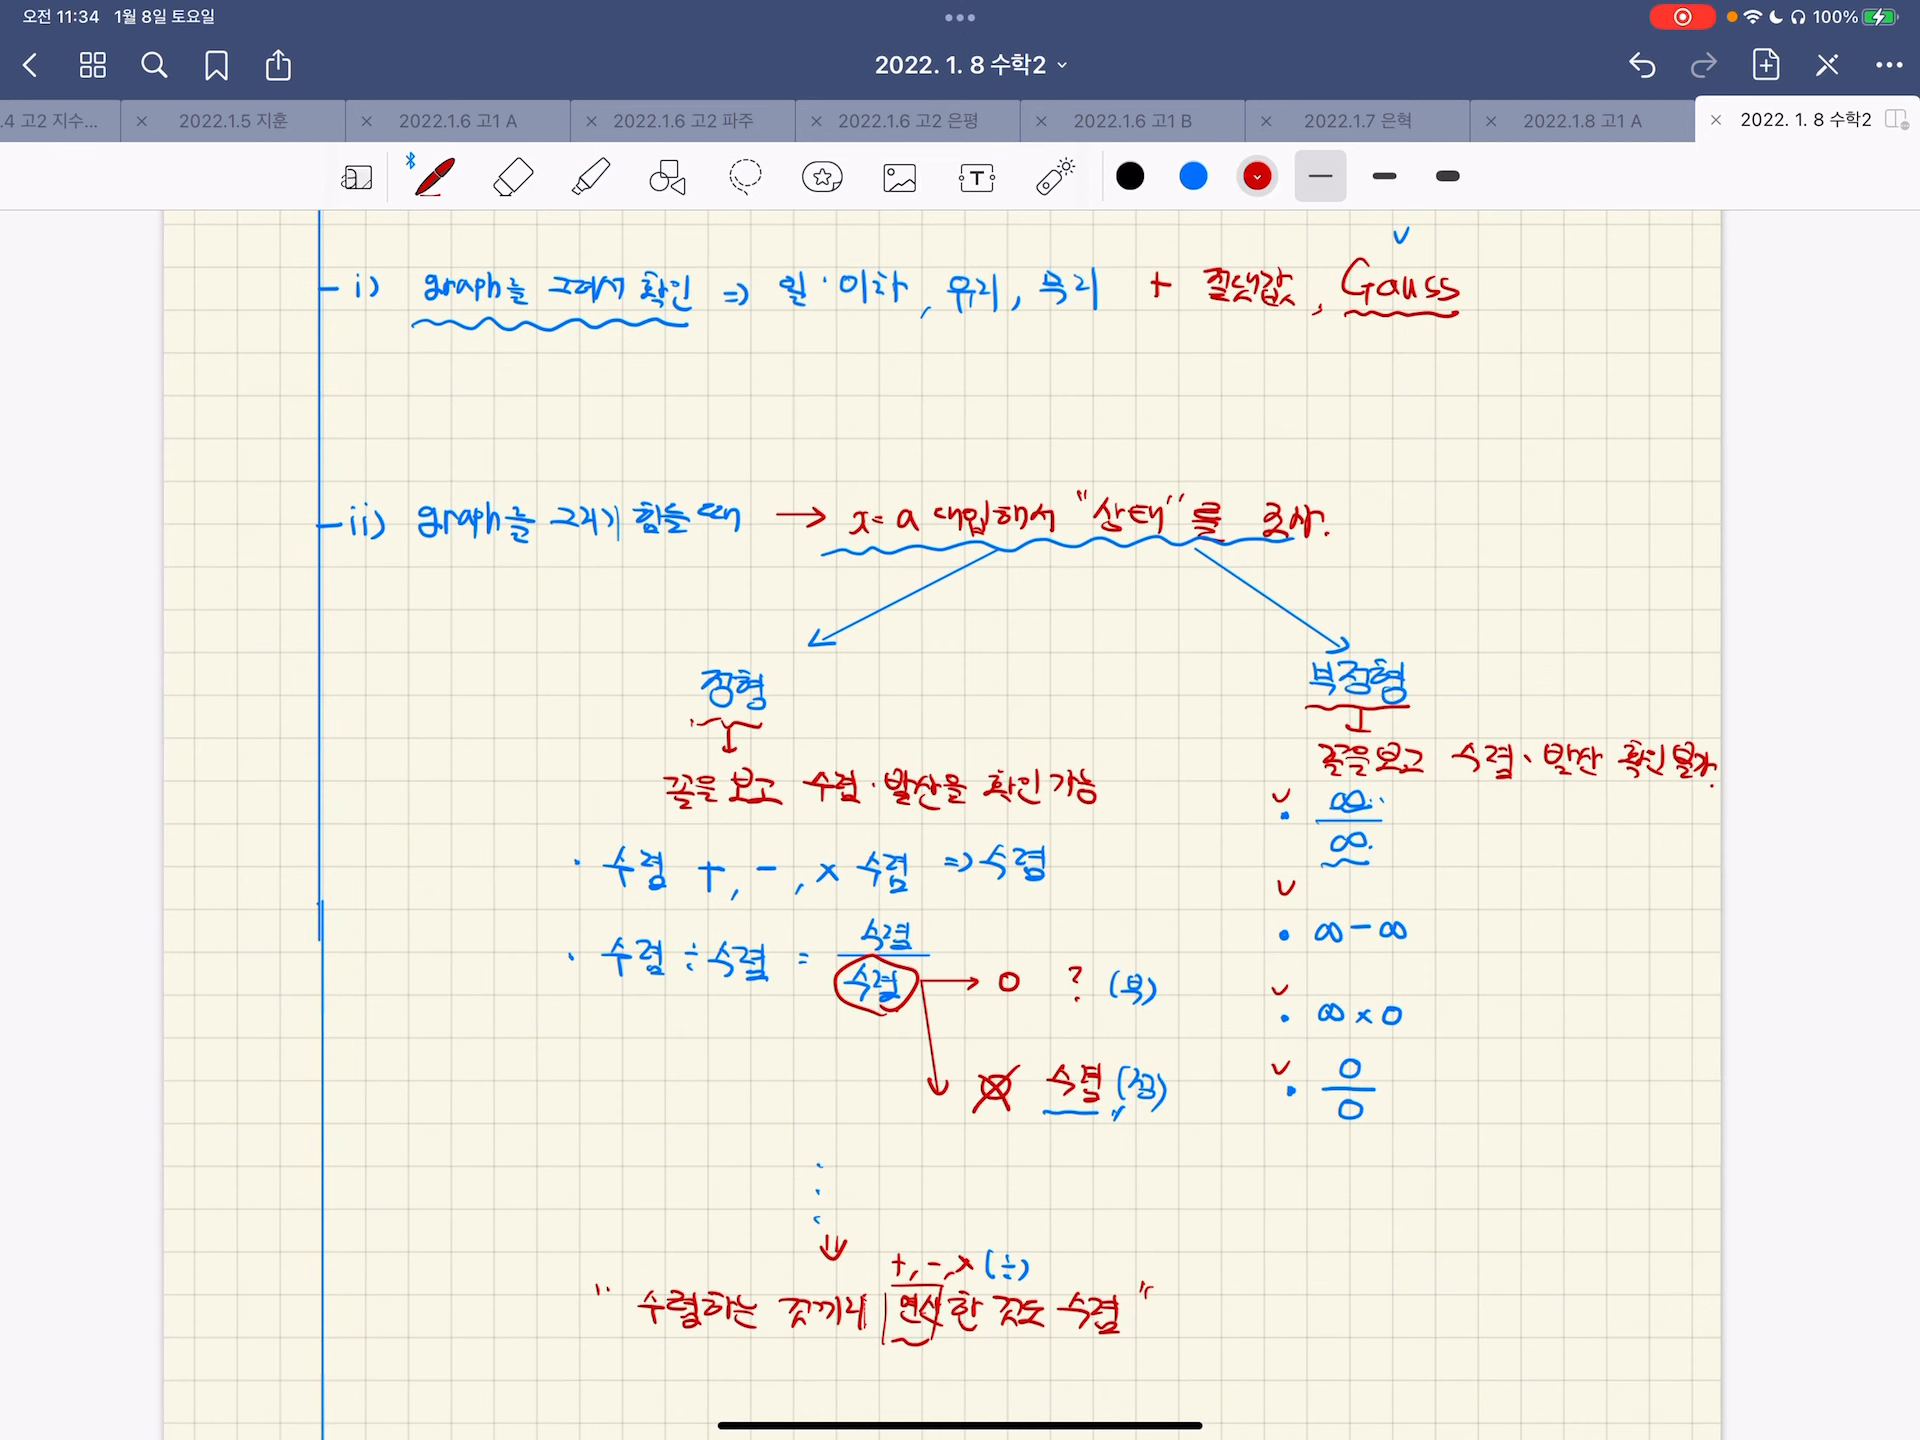 오전 11:34 1월 8일 토요일
100%
2022. 1. 8 수학2
.4 고2 지수... 2022.1.5 지훈 2022.1.6 고1 A 2022.1.6 고2 파주 2022.1.6 고2 은평 2022.1.6 고1 B 2022.1.7 은혁 2022.1.8 고1 A 2022. 1. 8 수학2
i) graph를 그려서 확인 => 일·이차, 유리, 무리 + 절댓값, Gauss
ii) graph를 그리기 힘들 때 → x=a 대입해서 "상태"를 조사.
정형 부정형
꼴을 보고 수렴·발산 확인 불가.
꼴을 보고 수렴·발산을 확인 가능
∞/∞
· 수렴 +, -, × 수렴 => 수렴
· 수렴 ÷ 수렴 = 수렴/수렴
· ∞ - ∞
→ 0 ? (부)
· ∞ × 0
0 수렴 (정)
· 0/0
+, -, × (÷)
"수렴하는 것끼리 연산한 것도 수렴"